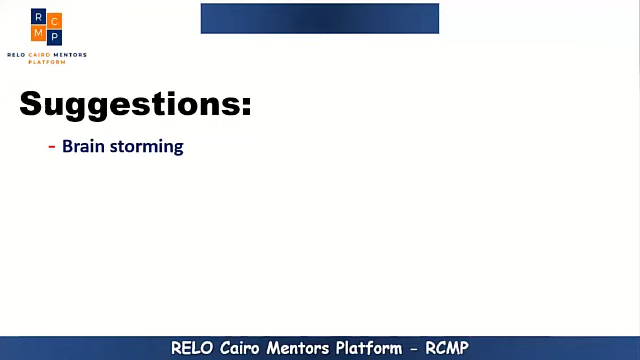 R C
M P
RELO CAIRO MENTORS
PLATFORM
Suggestions:
- Brain storming
RELO Cairo Mentors Platform - RCMP